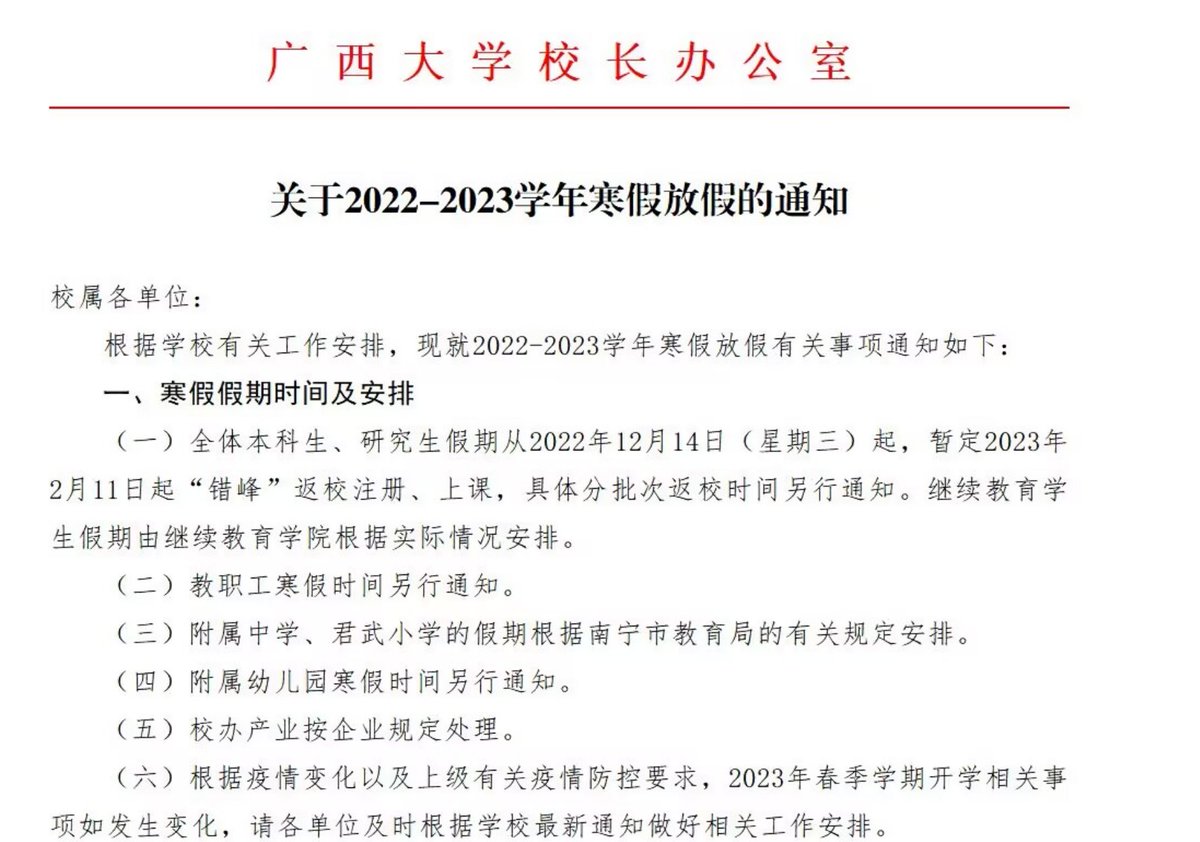 广西大学校长办公室
关于2022-2023学年寒假放假的通知
校属各单位：
根据学校有关工作安排，现就2022-2023学年寒假放假有关事项通知如下：
一、寒假假期时间及安排
（一）全体本科生、研究生假期从2022年12月14日（星期三）起，暂定2023年
2月11日起“错峰”返校注册、上课，具体分批次返校时间另行通知。继续教育学
生假期由继续教育学院根据实际情况安排。
（二）教职工寒假时间另行通知。
（三）附属中学、君武小学的假期根据南宁市教育局的有关规定安排。
（四）附属幼儿园寒假时间另行通知。
（五）校办产业按企业规定处理。
（六）根据疫情变化以及上级有关疫情防控要求，2023年春季学期开学相关事
项如发生变化，请各单位及时根据学校最新通知做好相关工作安排。